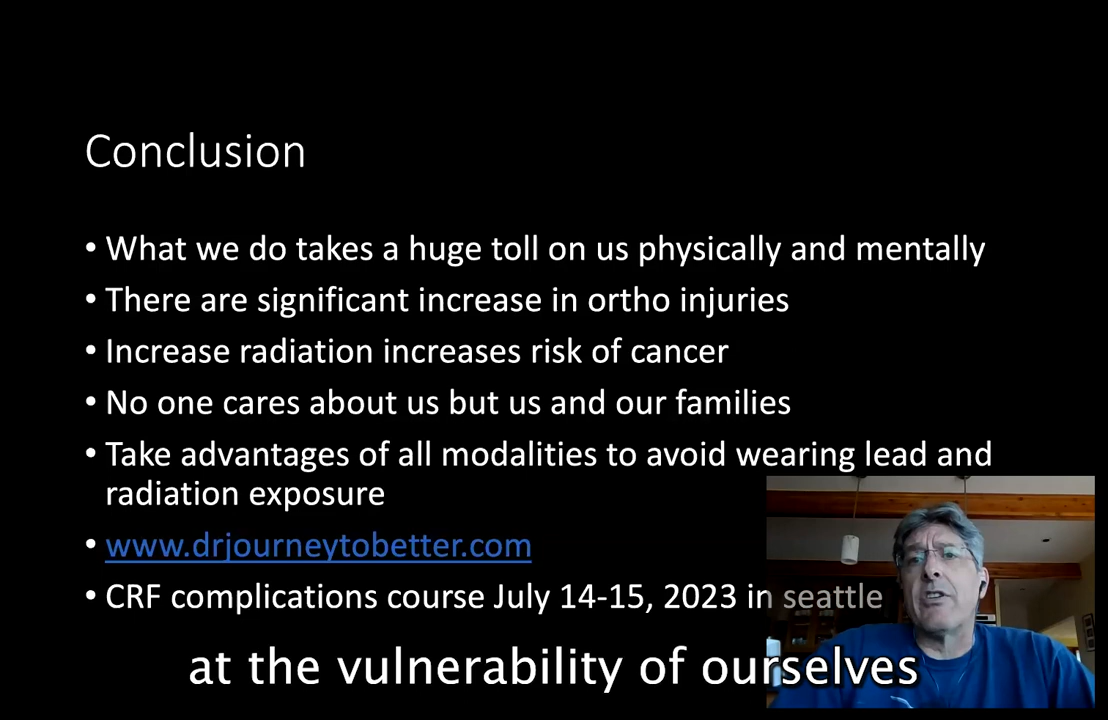 Conclusion
• What we do takes a huge toll on us physically and mentally
• There are significant increase in ortho injuries
• Increase radiation increases risk of cancer
• No one cares about us but us and our families
• Take advantages of all modalities to avoid wearing lead and
radiation exposure
• www.drjourneytobetter.com
• CRF complications course July 14-15, 2023 in seattle
at the vulnerability of ourselves